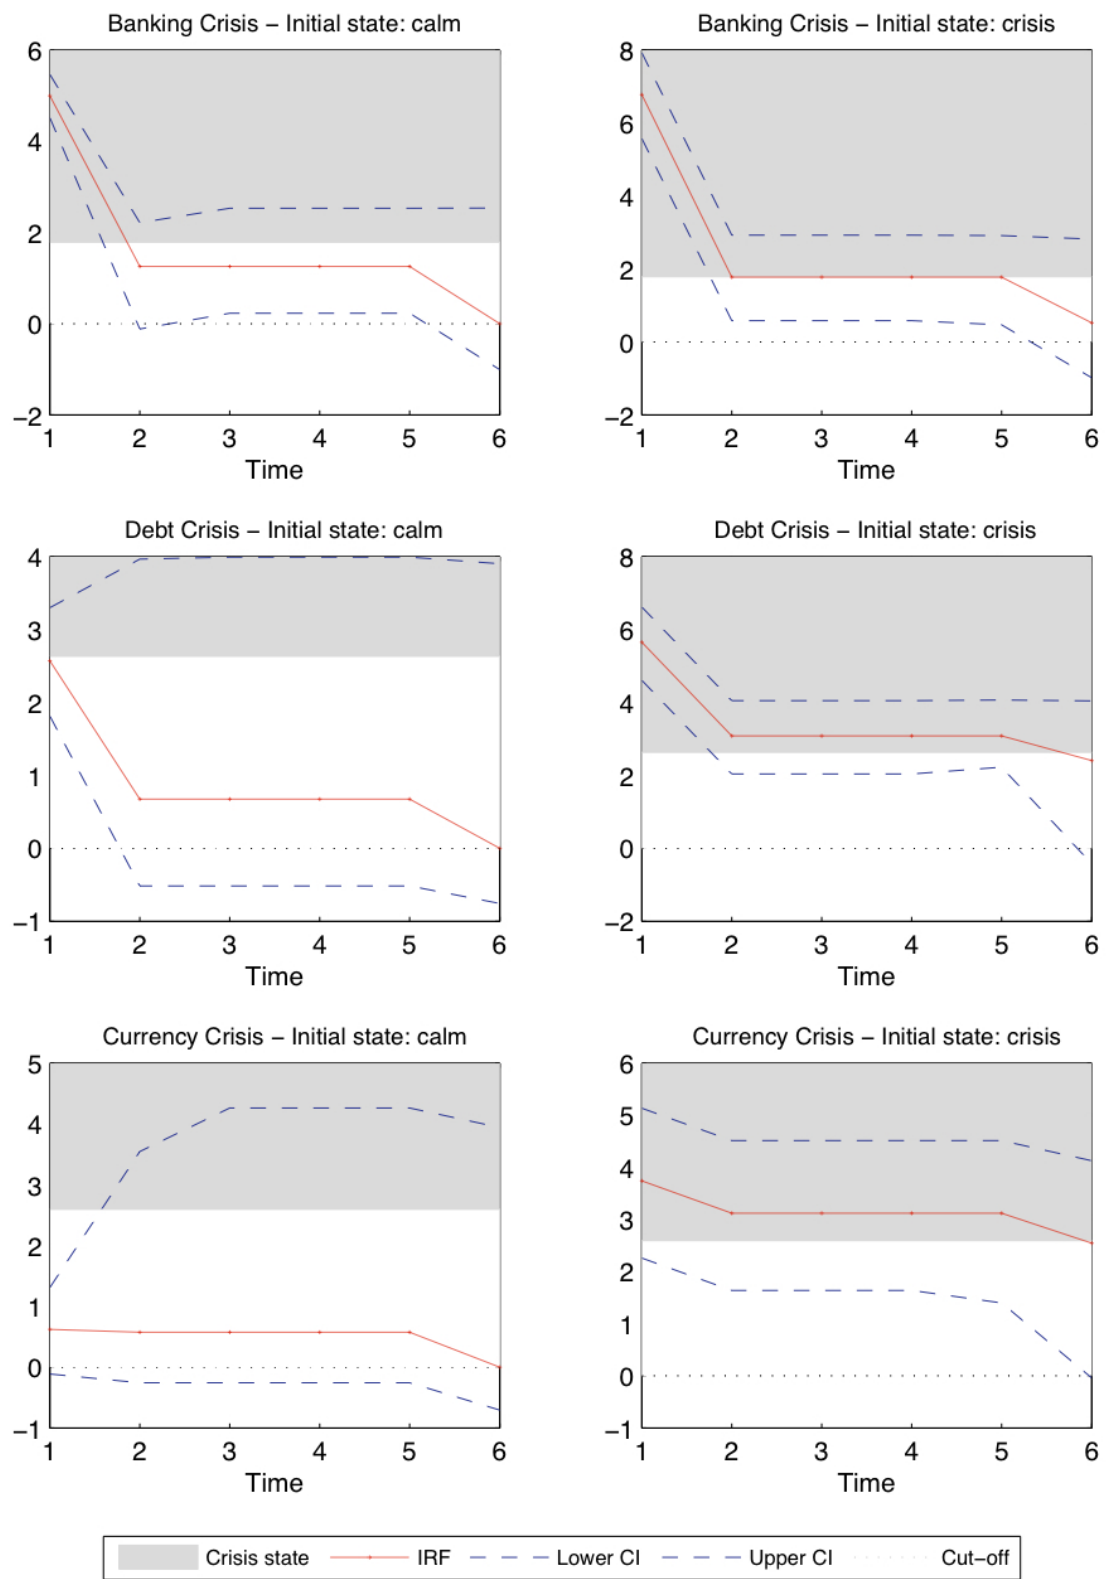 Banking Crisis − Initial state: calm
6
4
2
0
−2
1 2 3 4 5 6
Time
Banking Crisis − Initial state: crisis
8
6
4
2
0
−2
1 2 3 4 5 6
Time
Debt Crisis − Initial state: calm
4
3
2
1
0
−1
1 2 3 4 5 6
Time
Debt Crisis − Initial state: crisis
8
6
4
2
0
−2
1 2 3 4 5 6
Time
Currency Crisis − Initial state: calm
5
4
3
2
1
0
−1
1 2 3 4 5 6
Time
Currency Crisis − Initial state: crisis
6
5
4
3
2
1
0
−1
1 2 3 4 5 6
Time
Crisis state IRF Lower CI Upper CI Cut−off